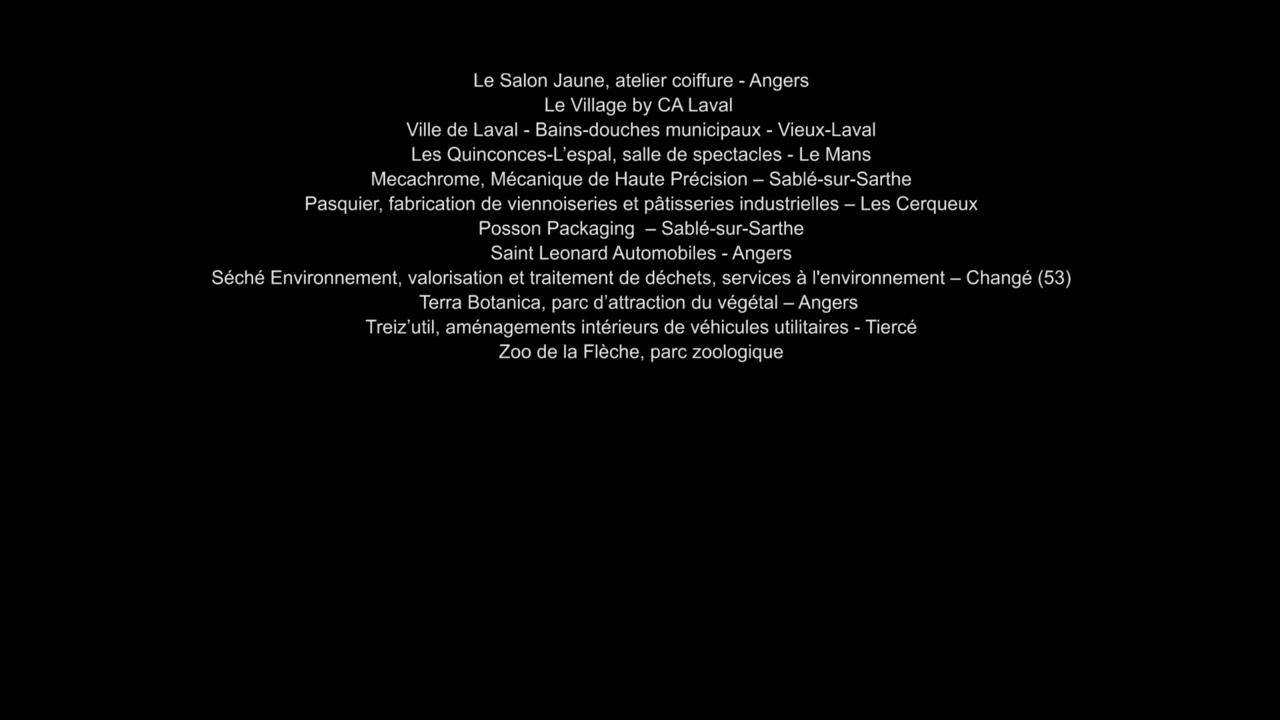 Le Salon Jaune, atelier coiffure - Angers
Le Village by CA Laval
Ville de Laval - Bains-douches municipaux - Vieux-Laval
Les Quinconces-L’espal, salle de spectacles - Le Mans
Mecachrome, Mécanique de Haute Précision – Sablé-sur-Sarthe
Pasquier, fabrication de viennoiseries et pâtisseries industrielles – Les Cerqueux
Posson Packaging  – Sablé-sur-Sarthe
Saint Leonard Automobiles - Angers
Séché Environnement, valorisation et traitement de déchets, services à l'environnement – Changé (53)
Terra Botanica, parc d’attraction du végétal – Angers
Treiz’util, aménagements intérieurs de véhicules utilitaires - Tiercé
Zoo de la Flèche, parc zoologique